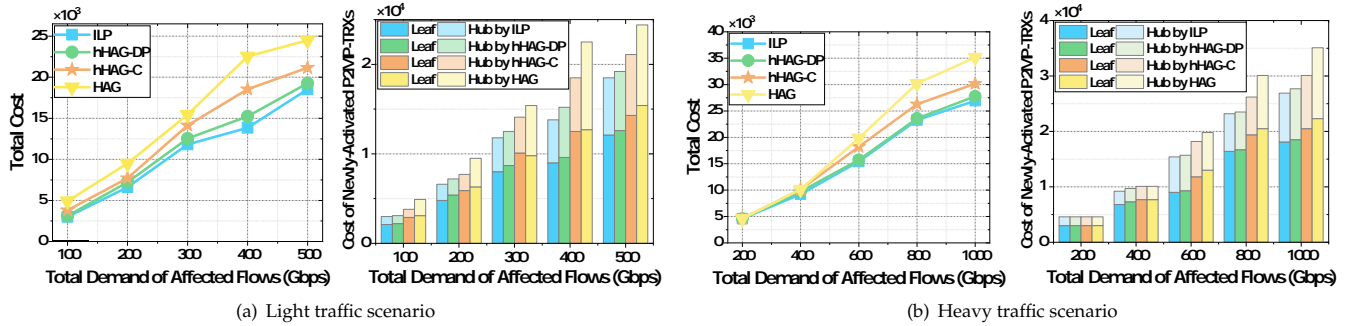 ×10³
25
20
15
10
5
0
Total Cost
ILP
hHAG-DP
hHAG-C
HAG
100 200 300 400 500
Total Demand of Affected Flows (Gbps)
×10⁴
2
1
0
Cost of Newly-Activated P2VP-TRXs
Leaf Hub by ILP
Leaf Hub by hHAG-DP
Leaf Hub by hHAG-C
Leaf Hub by HAG
100 200 300 400 500
Total Demand of Affected Flows (Gbps)
(a) Light traffic scenario
×10³
40
35
30
25
20
15
10
5
0
Total Cost
ILP
hHAG-DP
hHAG-C
HAG
200 400 600 800 1000
Total Demand of Affected Flows (Gbps)
×10⁴
4
3
2
1
0
Cost of Newly-Activated P2VP-TRXs
Leaf Hub by ILP
Leaf Hub by hHAG-DP
Leaf Hub by hHAG-C
Leaf Hub by HAG
200 400 600 800 1000
Total Demand of Affected Flows (Gbps)
(b) Heavy traffic scenario